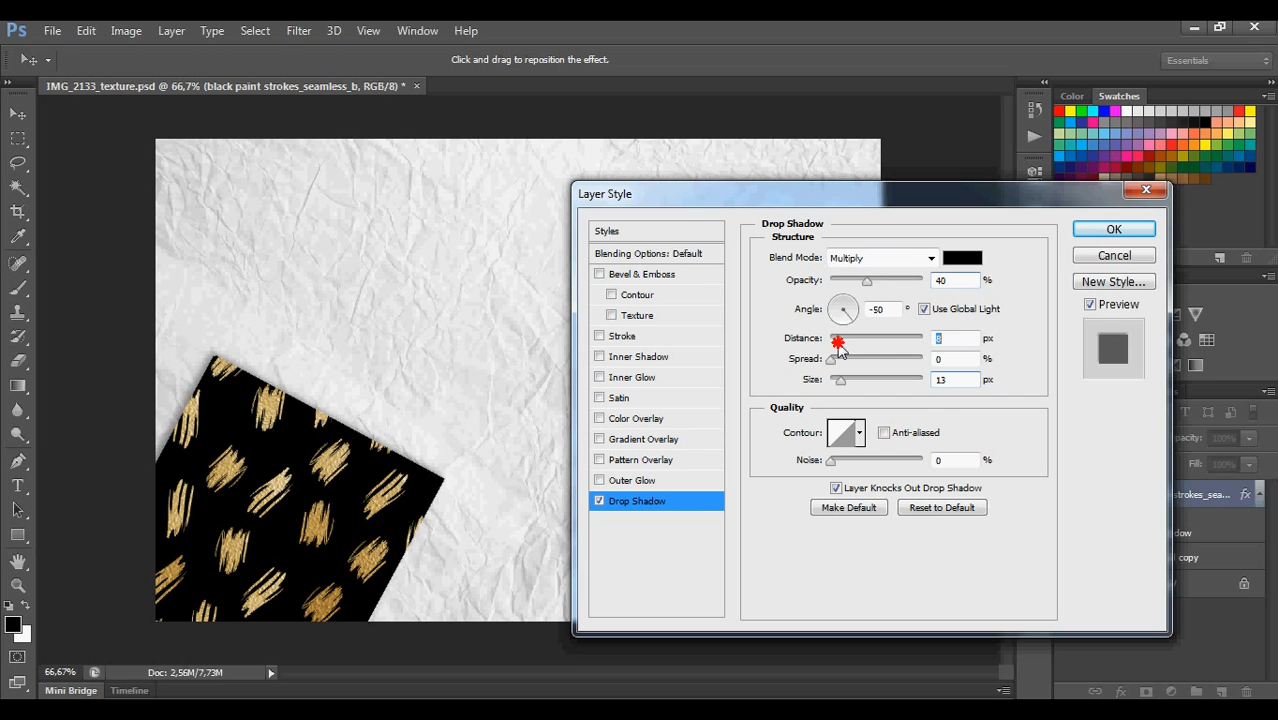 Ps File Edit Image Layer Type Select Filter 3D View Window Help
Click and drag to reposition the effect.
Essentials
IMG_2133_texture.psd @ 66,7% (black paint strokes_seamless_b, RGB/8) *
Color Swatches
Layer Style
Styles
Blending Options: Default
Bevel & Emboss
Contour
Texture
Stroke
Inner Shadow
Inner Glow
Satin
Color Overlay
Gradient Overlay
Pattern Overlay
Outer Glow
Drop Shadow
Drop Shadow
Structure
Blend Mode: Multiply
Opacity: 40 %
Angle: -50 ° Use Global Light
Distance: 8 px
Spread: 0 %
Size: 13 px
Quality
Contour: Anti-aliased
Noise: 0 %
Layer Knocks Out Drop Shadow
Make Default Reset to Default
OK
Cancel
New Style...
Preview
pacity: 100%
Fill: 100%
strokes_sea... fx
adow
l copy
66,67% Doc: 2,56M/7,73M
Mini Bridge Timeline